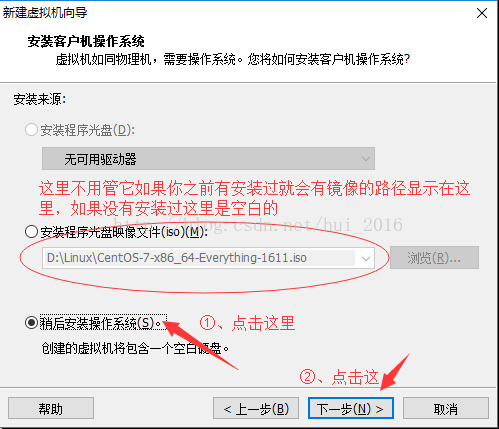 新建虚拟机向导
安装客户机操作系统
虚拟机如同物理机，需要操作系统。您将如何安装客户机操作系统?
安装来源:
安装程序光盘(D):
无可用驱动器
这里不用管它如果你之前有安装过就会有镜像的路径显示在这
里，如果没有安装过这里是空白的
http://blog.csdn.net/hui_2016
安装程序光盘映像文件(iso)(M):
D:\Linux\CentOS-7-x86_64-Everything-1611.iso
浏览(R)...
稍后安装操作系统(S)。
①、点击这里
创建的虚拟机将包含一个空白硬盘。
②、点击这
帮助
< 上一步(B)
下一步(N) >
取消